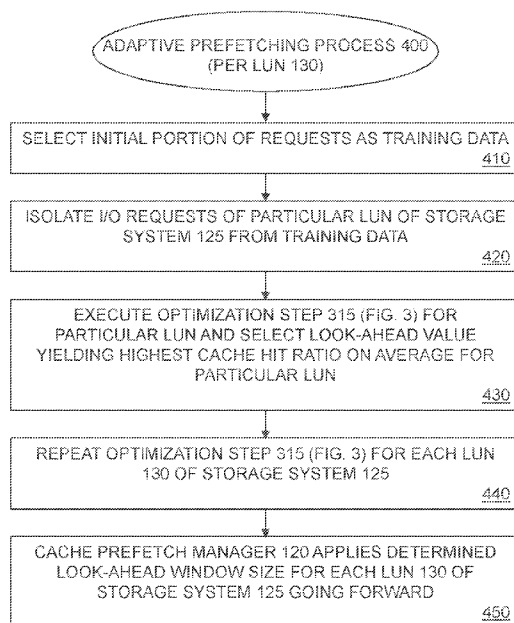 ADAPTIVE PREFETCHING PROCESS 400
(PER LUN 130)
SELECT INITIAL PORTION OF REQUESTS AS TRAINING DATA
410
ISOLATE I/O REQUESTS OF PARTICULAR LUN OF STORAGE
SYSTEM 125 FROM TRAINING DATA
420
EXECUTE OPTIMIZATION STEP 315 (FIG. 3) FOR
PARTICULAR LUN AND SELECT LOOK-AHEAD VALUE
YIELDING HIGHEST CACHE HIT RATIO ON AVERAGE FOR
PARTICULAR LUN
430
REPEAT OPTIMIZATION STEP 315 (FIG. 3) FOR EACH LUN
130 OF STORAGE SYSTEM 125
440
CACHE PREFETCH MANAGER 120 APPLIES DETERMINED
LOOK-AHEAD WINDOW SIZE FOR EACH LUN 130 OF
STORAGE SYSTEM 125 GOING FORWARD
450